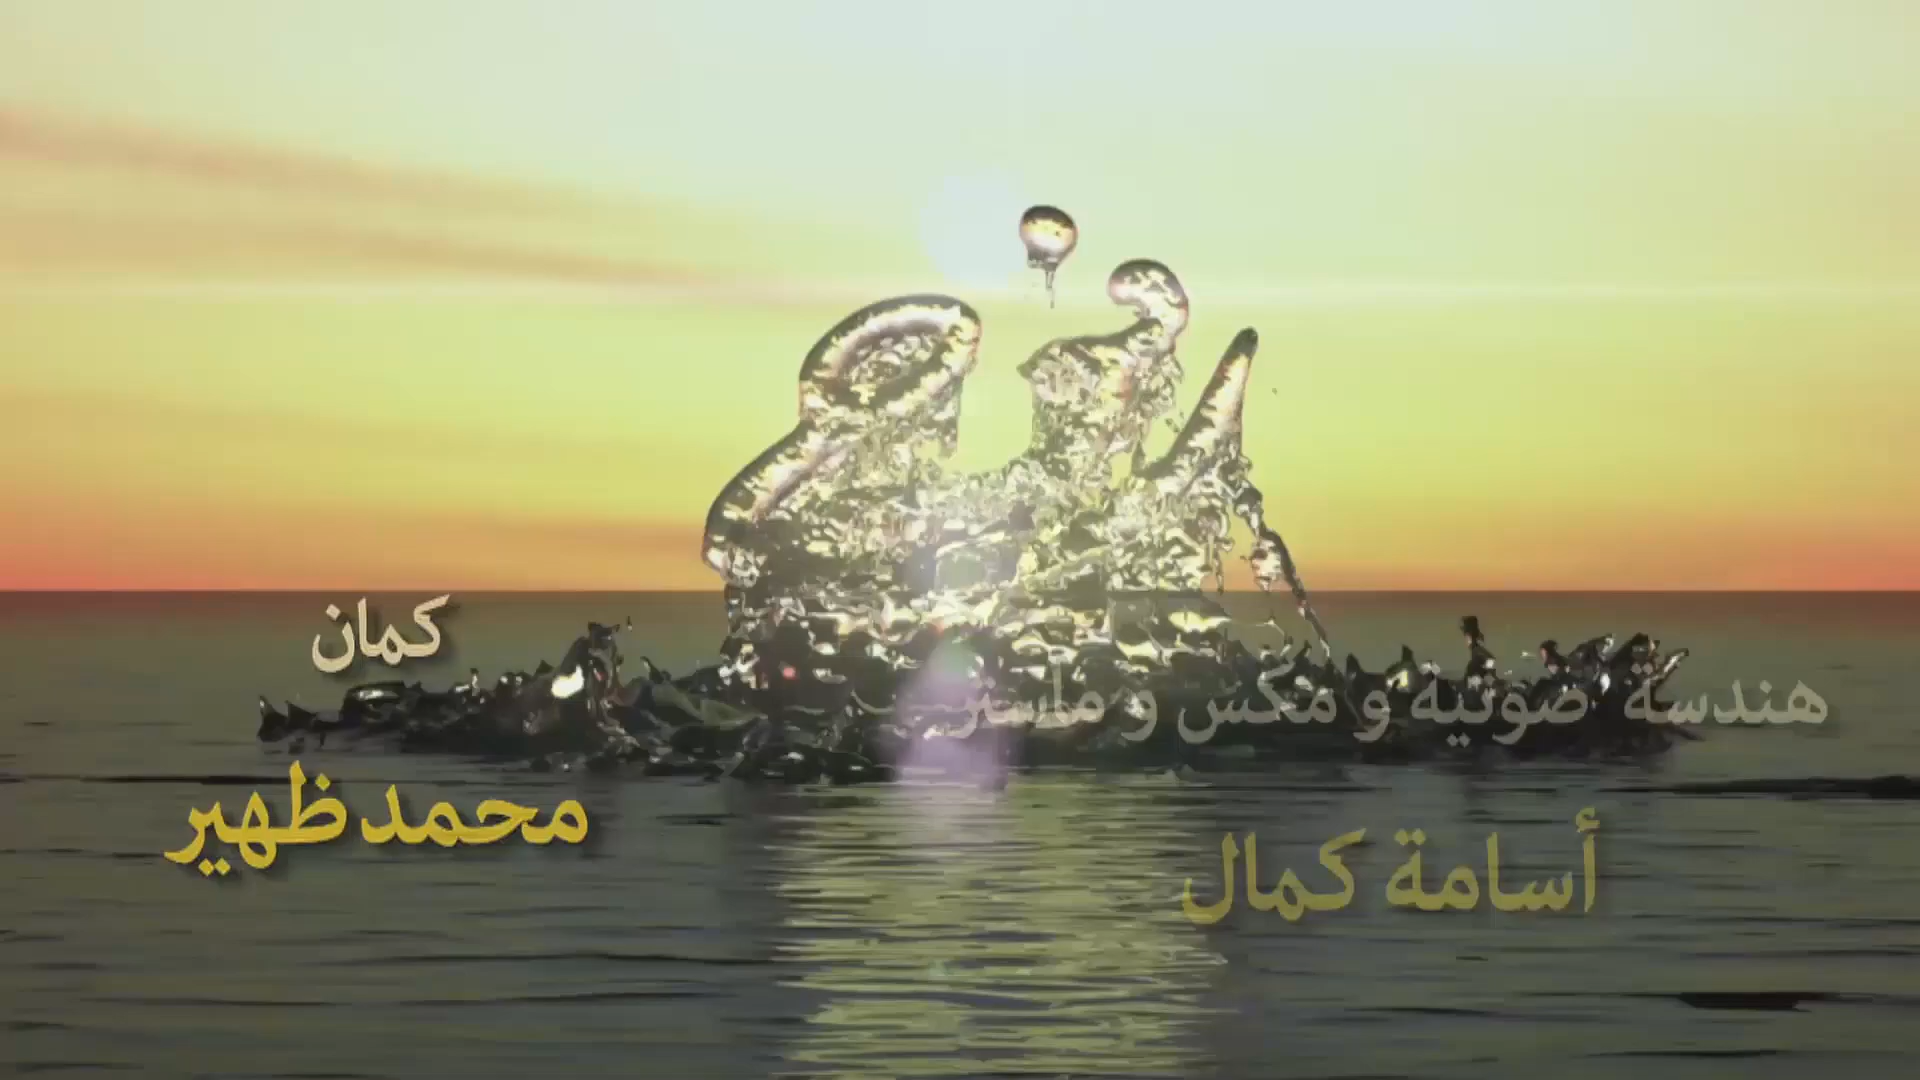 كمان
محمد ظهير
هندسة صوتية و مكس و ماستر
أسامة كمال